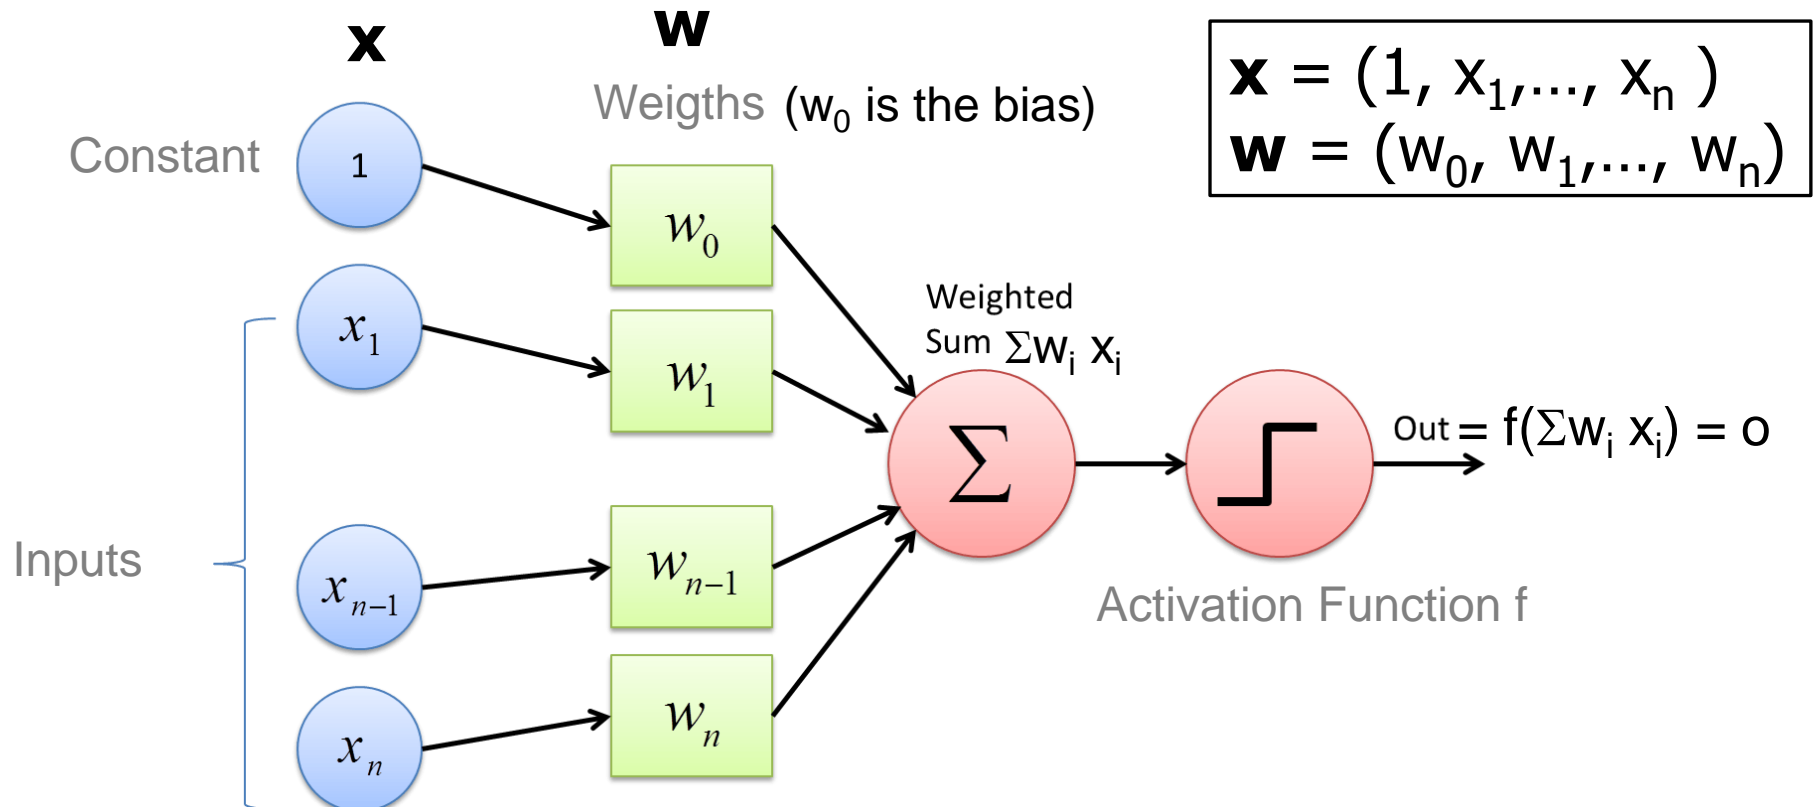 x
w
x = (1, x₁,..., xₙ )
w = (w₀, w₁,..., wₙ)
Weigths (w₀ is the bias)
Constant
1
w₀
x₁
w₁
Weighted
Sum Σwᵢ xᵢ
Σ
Out = f(Σwᵢ xᵢ) = o
Inputs
xₙ₋₁
wₙ₋₁
Activation Function f
xₙ
wₙ